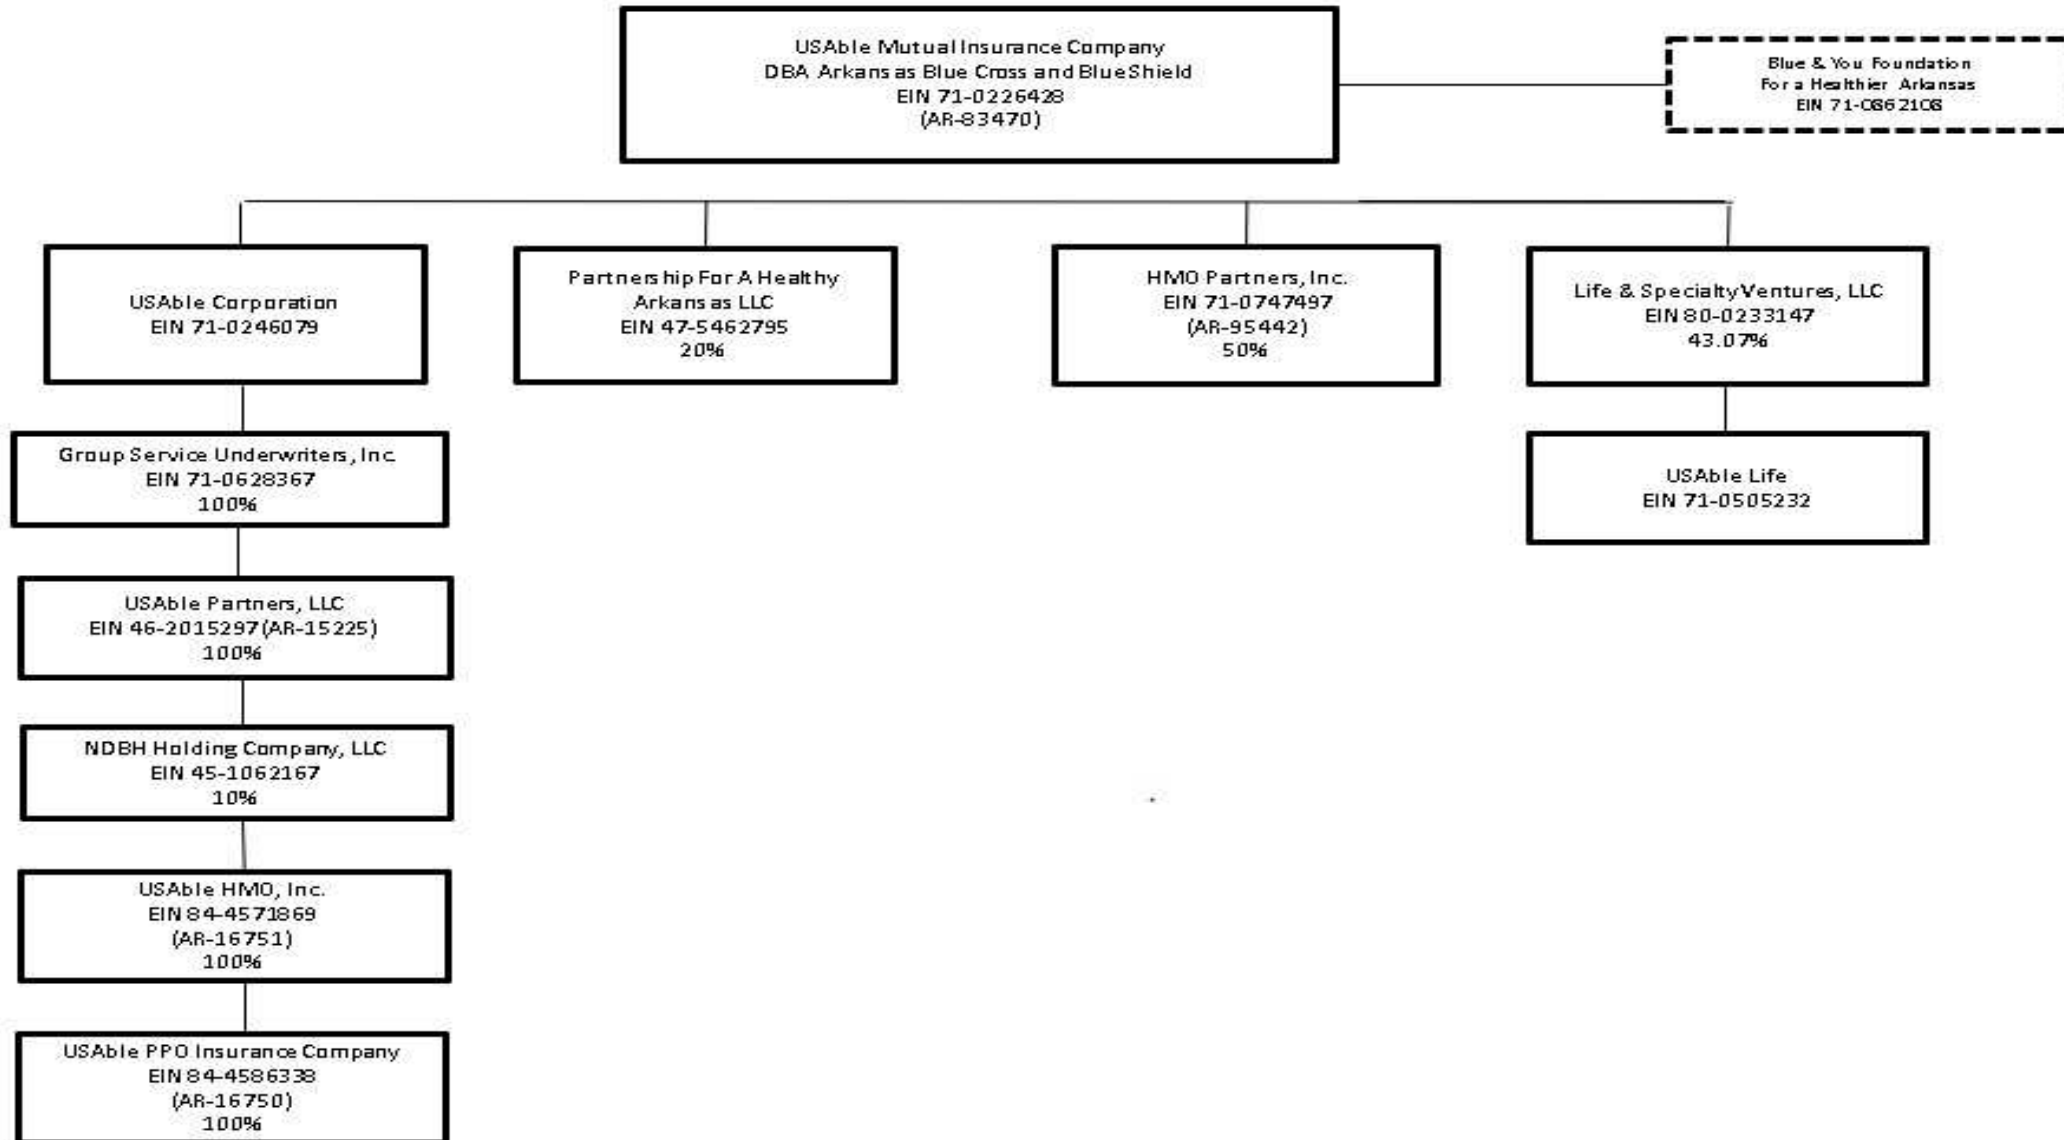 USAble Mutual Insurance Company
DBA Arkansas Blue Cross and Blue Shield
EIN 71-0226428
(AR-83470)
Blue & You Foundation
For a Healthier Arkansas
EIN 71-0862108
USAble Corporation
EIN 71-0246079
Partnership For A Healthy
Arkansas LLC
EIN 47-5462795
20%
HMO Partners, Inc.
EIN 71-0747497
(AR-95442)
50%
Life & Specialty Ventures, LLC
EIN 80-0233147
43.07%
Group Service Underwriters, Inc.
EIN 71-0628367
100%
USAble Life
EIN 71-0505232
USAble Partners, LLC
EIN 46-2015297 (AR-15225)
100%
NDBH Holding Company, LLC
EIN 45-1062167
10%
USAble HMO, Inc.
EIN 84-4571869
(AR-16751)
100%
USAble PPO Insurance Company
EIN 84-4586338
(AR-16750)
100%